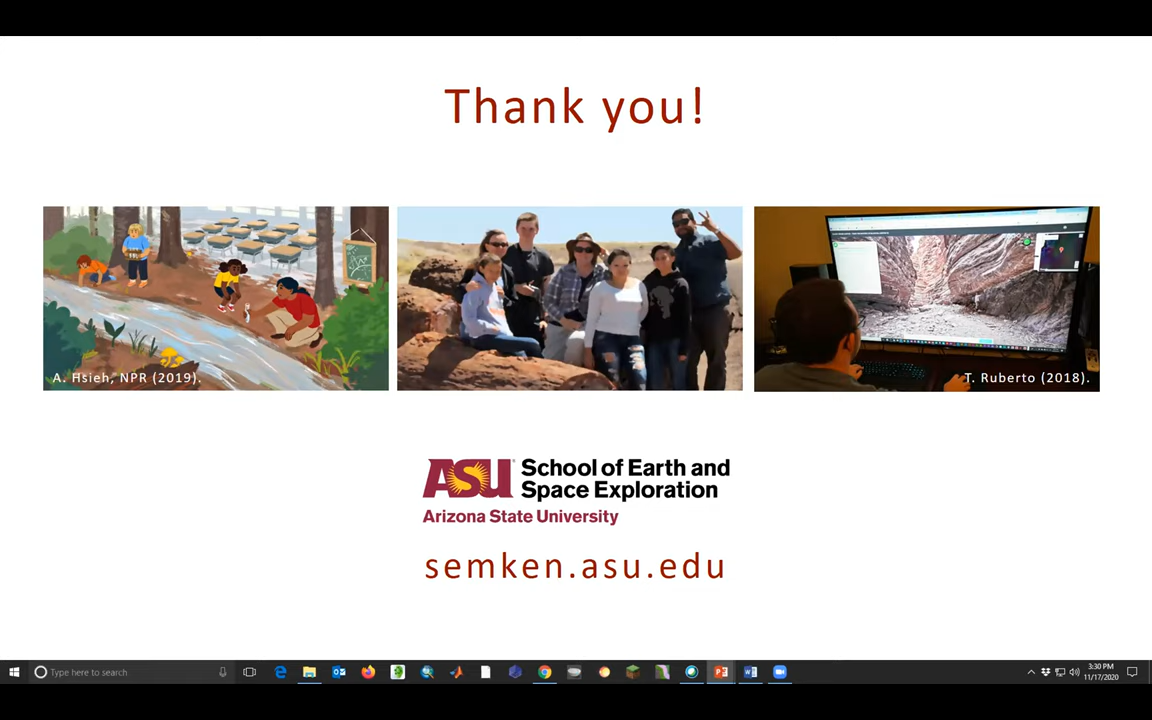 Thank you!
A. Hsieh, NPR (2019).
T. Ruberto (2018).
ASU School of Earth and
Space Exploration
Arizona State University
semken.asu.edu
Type here to search
3:30 PM
11/17/2020